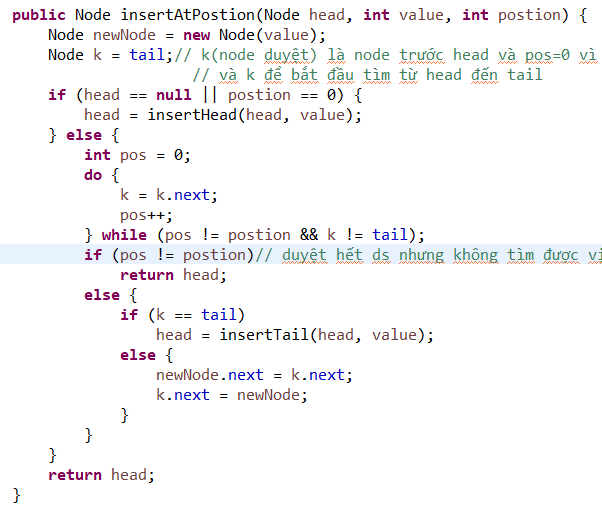 public Node insertAtPostion(Node head, int value, int postion) {
Node newNode = new Node(value);
Node k = tail;// k(node duyệt) là node trước head và pos=0 vì
// và k để bắt đầu tìm từ head đến tail
if (head == null || postion == 0) {
head = insertHead(head, value);
} else {
int pos = 0;
do {
k = k.next;
pos++;
} while (pos != postion && k != tail);
if (pos != postion)// duyệt hết ds nhưng không tìm được
return head;
else {
if (k == tail)
head = insertTail(head, value);
else {
newNode.next = k.next;
k.next = newNode;
}
}
}
return head;
}